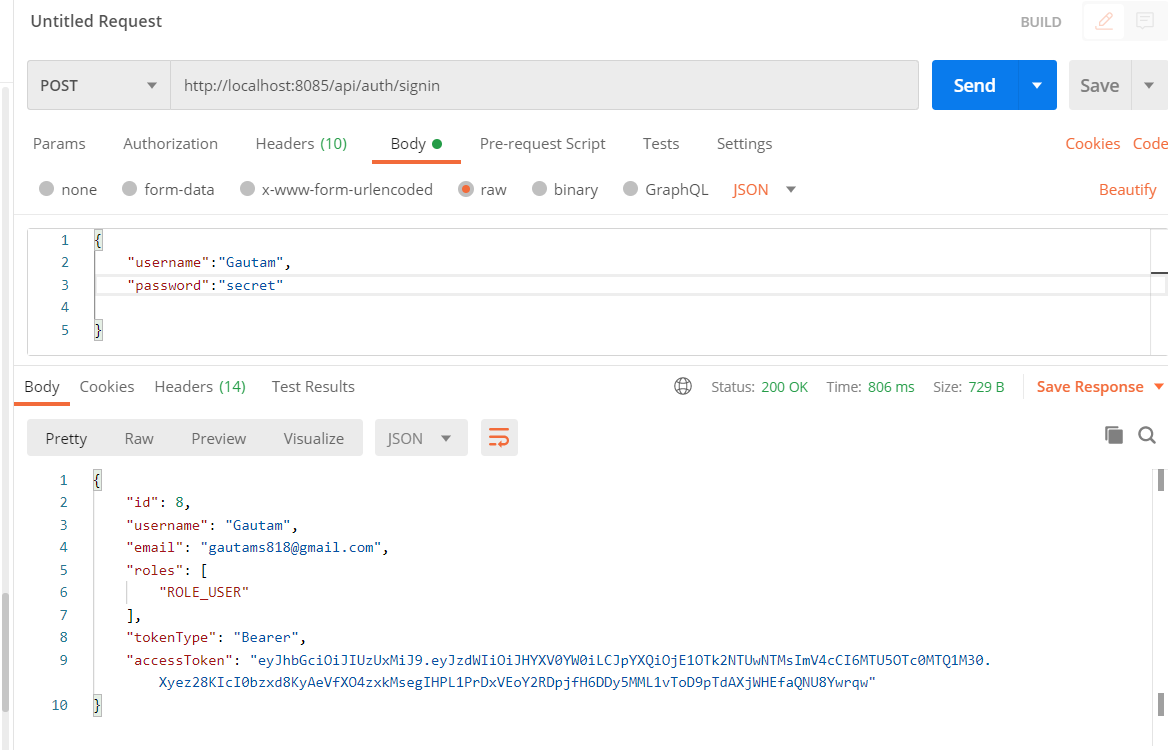 Untitled Request
BUILD
POST
http://localhost:8085/api/auth/signin
Send
Save
Params Authorization Headers (10) Body Pre-request Script Tests Settings Cookies Code
none form-data x-www-form-urlencoded raw binary GraphQL JSON Beautify
1 {
2 "username":"Gautam",
3 "password":"secret"
4
5 }
Body Cookies Headers (14) Test Results Status: 200 OK Time: 806 ms Size: 729 B Save Response
Pretty Raw Preview Visualize JSON
1 {
2 "id": 8,
3 "username": "Gautam",
4 "email": "gautams818@gmail.com",
5 "roles": [
6 "ROLE_USER"
7 ],
8 "tokenType": "Bearer",
9 "accessToken": "eyJhbGciOiJIUzUxMiJ9.eyJzdWIiOiJHYXV0YW0iLCJpYXQiOjE1OTk2NTUwNTMsImV4cCI6MTU5OTc0MTQ1M30.
Xyez28KIcI0bzxd8KyAeVfXO4zxkMsegIHPL1PrDxVEoY2RDpjfH6DDy5MML1vToD9pTdAXjWHEfaQNU8Ywrqw"
10 }